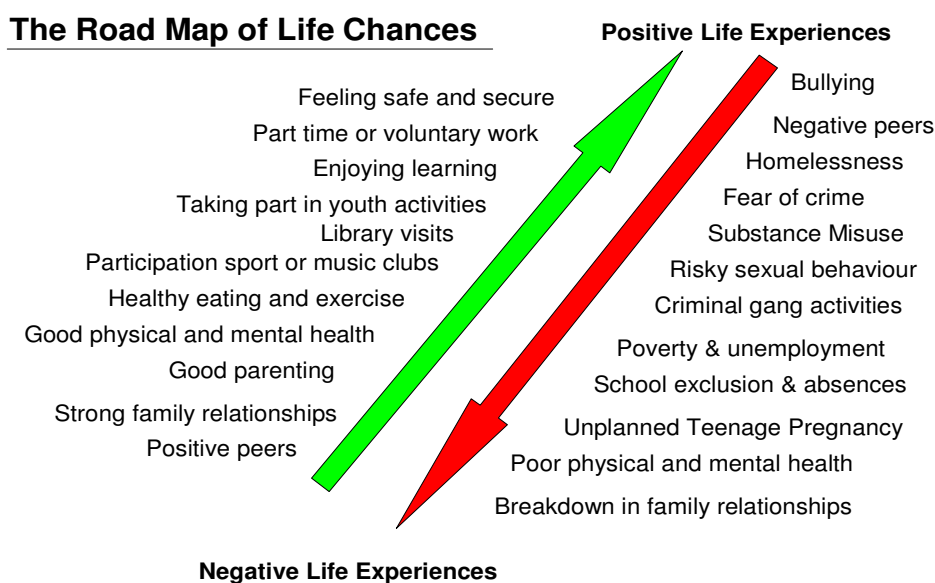 The Road Map of Life Chances
Positive Life Experiences
Feeling safe and secure
Part time or voluntary work
Enjoying learning
Taking part in youth activities
Library visits
Participation sport or music clubs
Healthy eating and exercise
Good physical and mental health
Good parenting
Strong family relationships
Positive peers
Bullying
Negative peers
Homelessness
Fear of crime
Substance Misuse
Risky sexual behaviour
Criminal gang activities
Poverty & unemployment
School exclusion & absences
Unplanned Teenage Pregnancy
Poor physical and mental health
Breakdown in family relationships
Negative Life Experiences